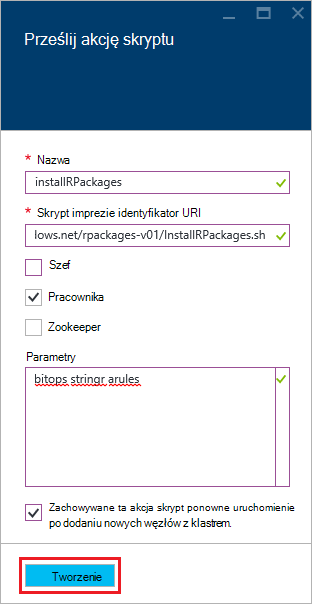 Prześlij akcję skryptu
* Nazwa
installRPackages
* Skrypt imprezie identyfikator URI
lows.net/rpackages-v01/InstallRPackages.sh
Szef
Pracownika
Zookeeper
Parametry
bitops stringr arules
Zachowywane ta akcja skrypt ponowne uruchomienie
po dodaniu nowych węzłów z klastrem.
Tworzenie